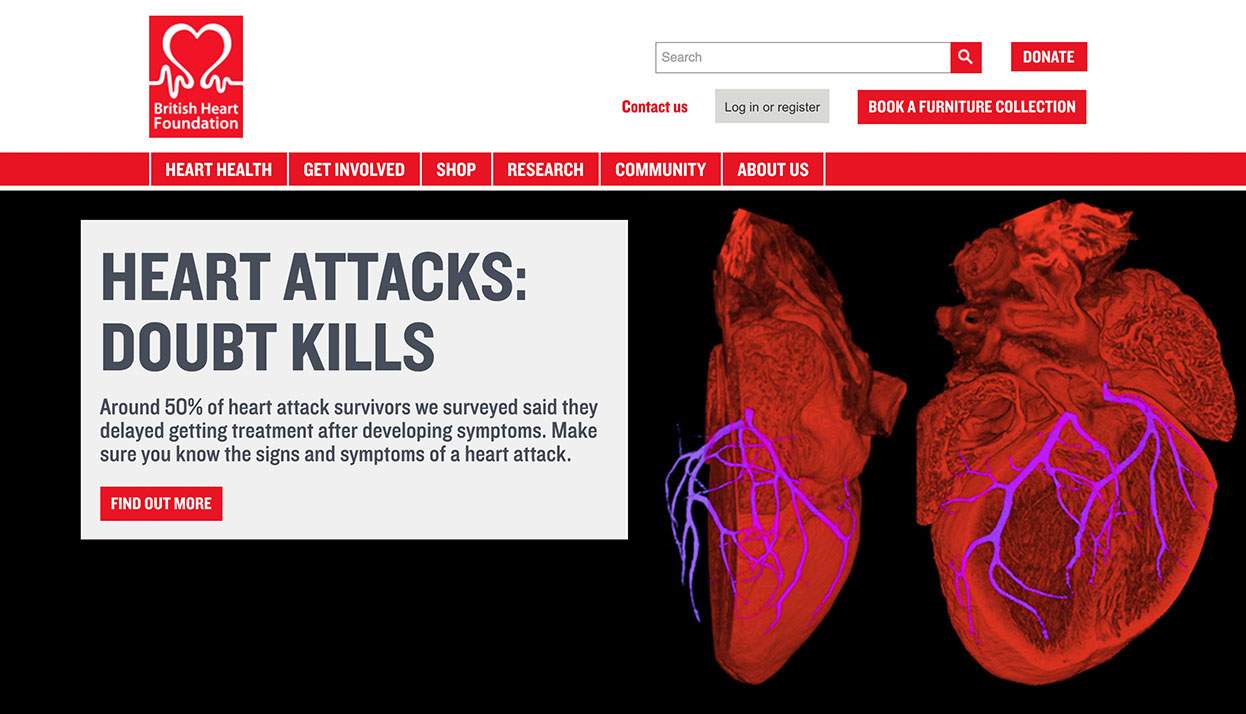 British Heart
Foundation
Search
DONATE
Contact us
Log in or register
BOOK A FURNITURE COLLECTION
HEART HEALTH
GET INVOLVED
SHOP
RESEARCH
COMMUNITY
ABOUT US
HEART ATTACKS:
DOUBT KILLS
Around 50% of heart attack survivors we surveyed said they
delayed getting treatment after developing symptoms. Make
sure you know the signs and symptoms of a heart attack.
FIND OUT MORE